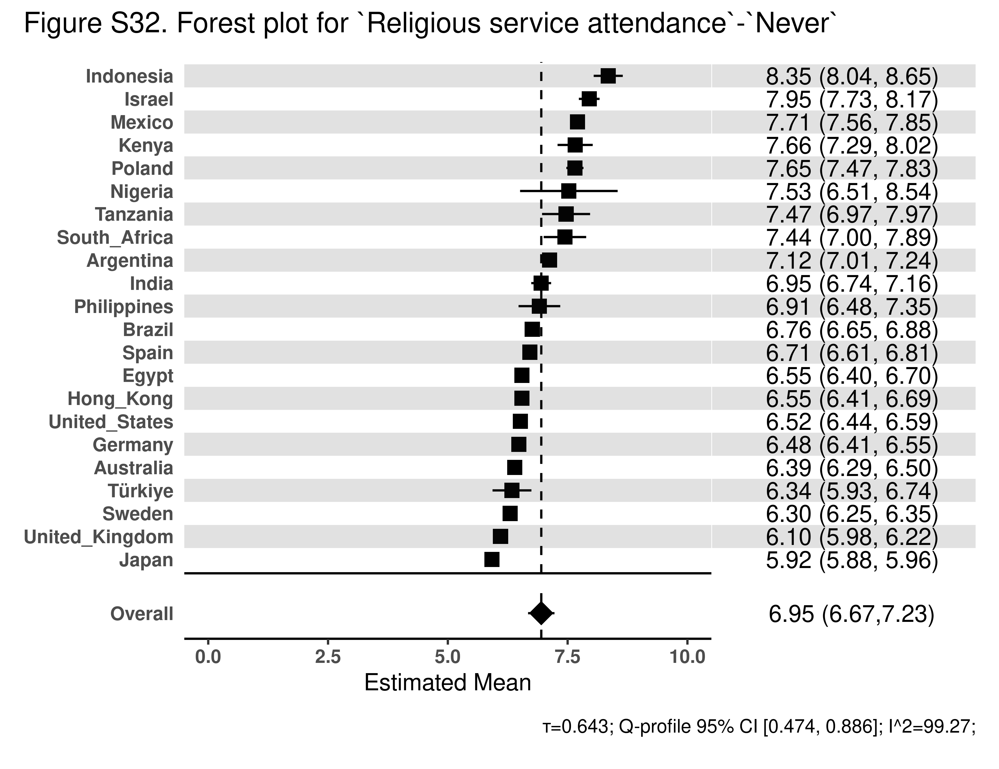 Figure S32. Forest plot for `Religious service attendance`-`Never`
Indonesia 8.35 (8.04, 8.65)
Israel 7.95 (7.73, 8.17)
Mexico 7.71 (7.56, 7.85)
Kenya 7.66 (7.29, 8.02)
Poland 7.65 (7.47, 7.83)
Nigeria 7.53 (6.51, 8.54)
Tanzania 7.47 (6.97, 7.97)
South_Africa 7.44 (7.00, 7.89)
Argentina 7.12 (7.01, 7.24)
India 6.95 (6.74, 7.16)
Philippines 6.91 (6.48, 7.35)
Brazil 6.76 (6.65, 6.88)
Spain 6.71 (6.61, 6.81)
Egypt 6.55 (6.40, 6.70)
Hong_Kong 6.55 (6.41, 6.69)
United_States 6.52 (6.44, 6.59)
Germany 6.48 (6.41, 6.55)
Australia 6.39 (6.29, 6.50)
Türkiye 6.34 (5.93, 6.74)
Sweden 6.30 (6.25, 6.35)
United_Kingdom 6.10 (5.98, 6.22)
Japan 5.92 (5.88, 5.96)
Overall 6.95 (6.67,7.23)
0.0 2.5 5.0 7.5 10.0
Estimated Mean
τ=0.643; Q-profile 95% CI [0.474, 0.886]; I^2=99.27;